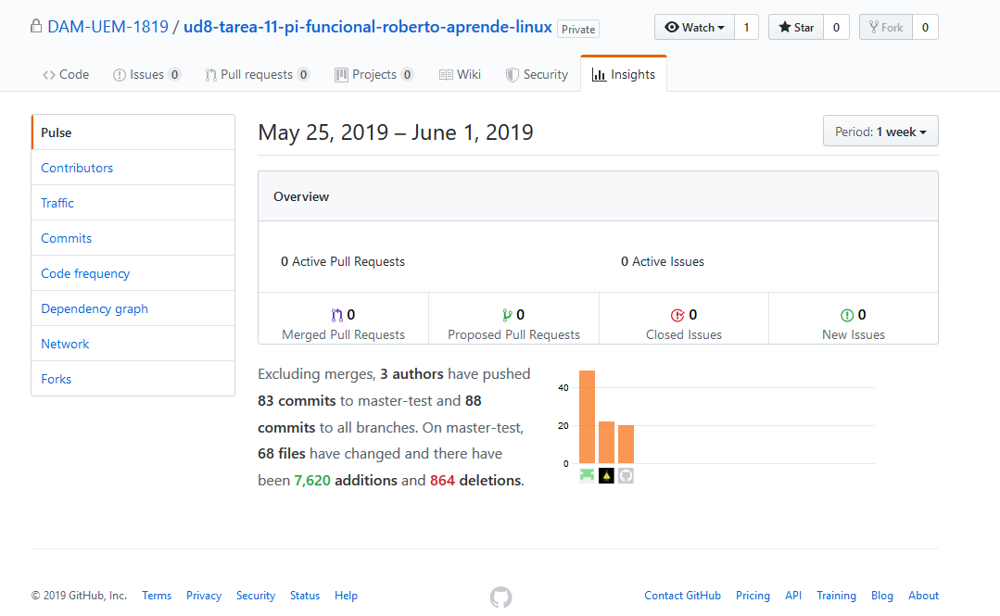 DAM-UEM-1819 / ud8-tarea-11-pi-funcional-roberto-aprende-linux Private
Watch 1 Star 0 Fork 0
Code Issues 0 Pull requests 0 Projects 0 Wiki Security Insights
Pulse
Contributors
Traffic
Commits
Code frequency
Dependency graph
Network
Forks
May 25, 2019 – June 1, 2019
Period: 1 week
Overview
0 Active Pull Requests
0 Active Issues
0
Merged Pull Requests
0
Proposed Pull Requests
0
Closed Issues
0
New Issues
Excluding merges, 3 authors have pushed
83 commits to master-test and 88
commits to all branches. On master-test,
68 files have changed and there have
been 7,620 additions and 864 deletions.
40
20
0
© 2019 GitHub, Inc. Terms Privacy Security Status Help
Contact GitHub Pricing API Training Blog About